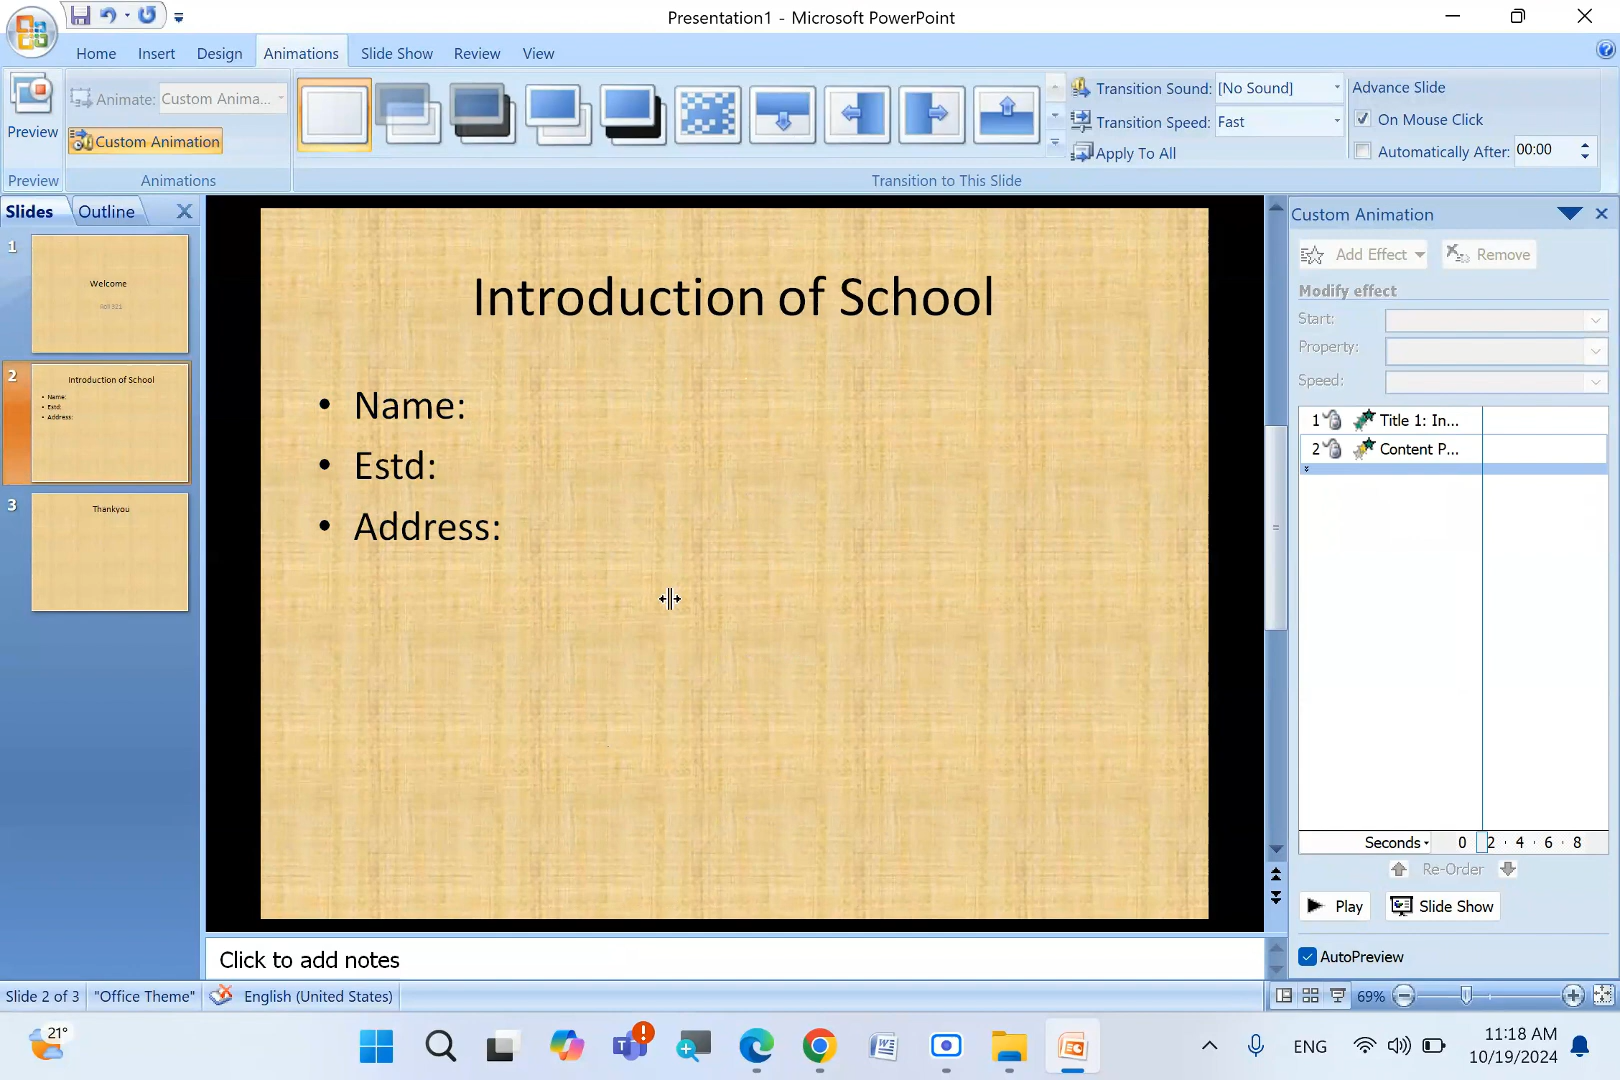 Presentation1 - Microsoft PowerPoint
Home Insert Design Animations Slide Show Review View
Preview
Animate: Custom Anima...
Custom Animation
Transition Sound: [No Sound]
Transition Speed: Fast
Apply To All
Advance Slide
On Mouse Click
Automatically After: 00:00
Preview Animations Transition to This Slide
Slides Outline
1
Welcome
Roll 321
2
Introduction of School
• Name:
• Estd:
• Address:
3
Thankyou
Introduction of School
• Name:
• Estd:
• Address:
Click to add notes
Custom Animation
Add Effect Remove
Modify effect
Start:
Property:
Speed:
1 Title 1: In...
2 Content P...
Seconds 0 2 4 6 8
Re-Order
Play Slide Show
AutoPreview
Slide 2 of 3 "Office Theme" English (United States) 69%
21°
ENG
11:18 AM
10/19/2024